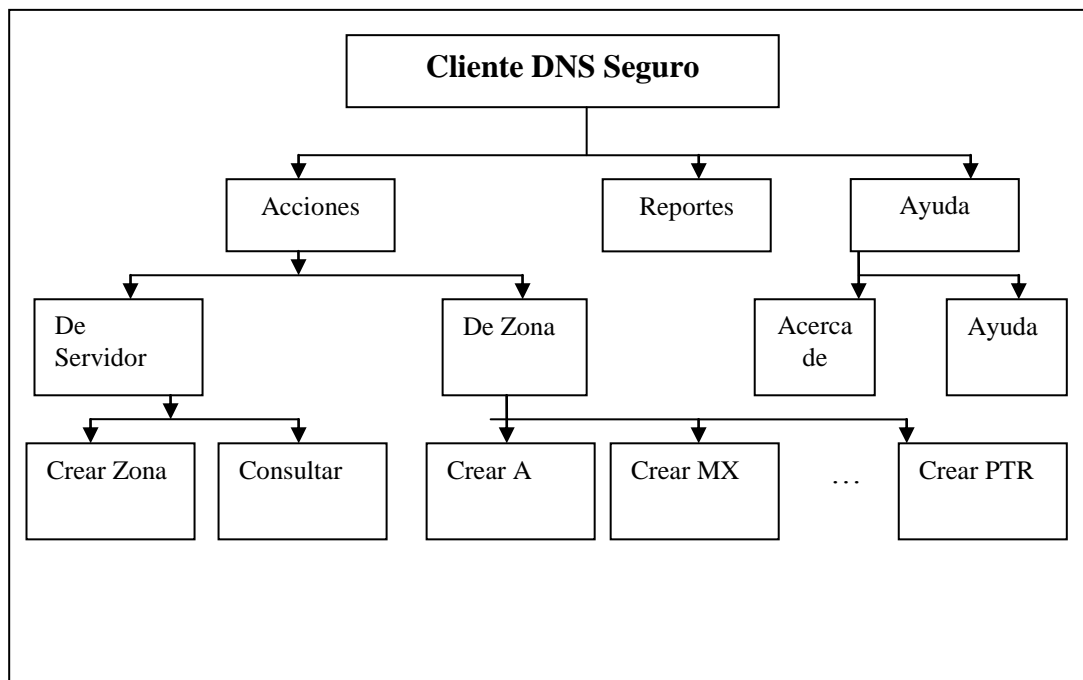 Cliente DNS Seguro
Acciones
Reportes
Ayuda
De
Servidor
De Zona
Acerca
de
Ayuda
Crear Zona
Consultar
Crear A
Crear MX
…
Crear PTR